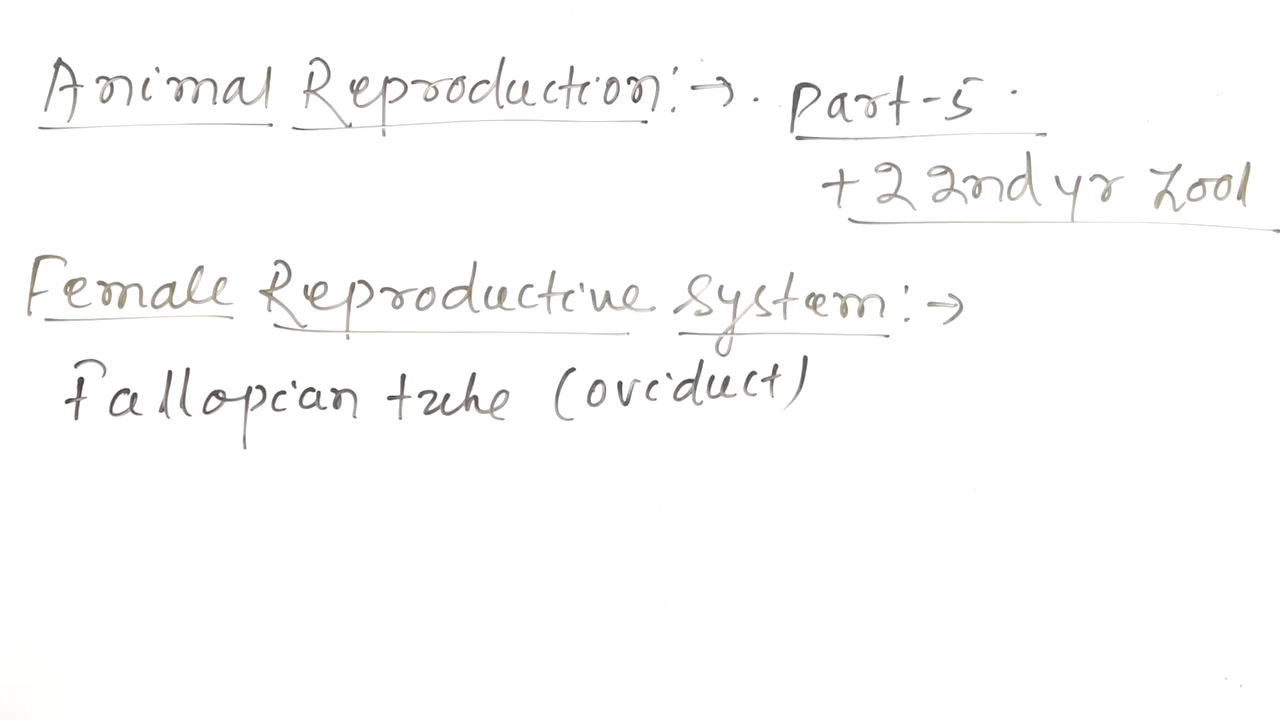 Animal Reproduction:→. Part-5.
+2 2nd yr Zool
Female Reproductive System:→
Fallopian tube (oviduct)